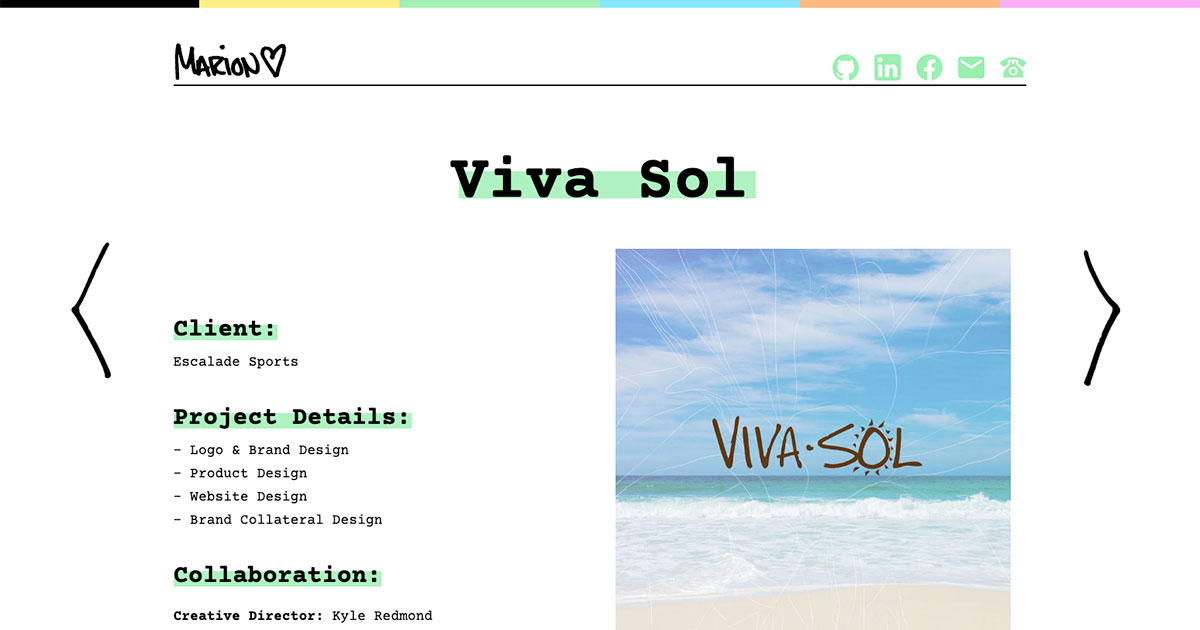 MARION
Viva Sol
Client:
Escalade Sports
Project Details:
- Logo & Brand Design
- Product Design
- Website Design
- Brand Collateral Design
Collaboration:
Creative Director: Kyle Redmond
VIVA·SOL